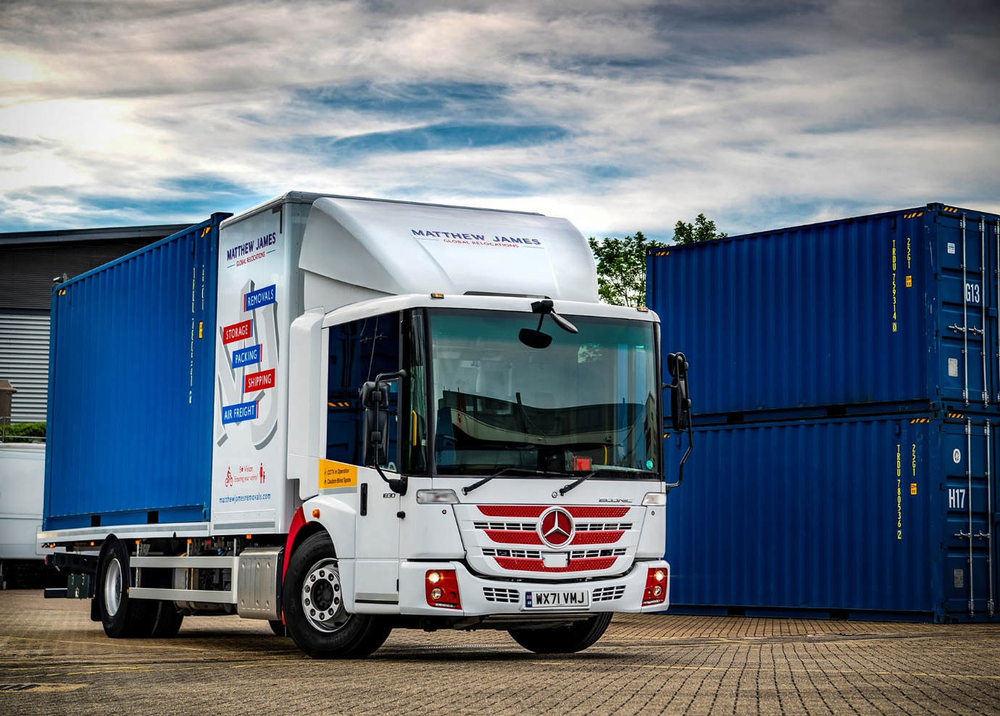 MATTHEW JAMES
GLOBAL RELOCATIONS
MATTHEW JAMES
GLOBAL RELOCATIONS
REMOVALS
STORAGE
PACKING
SHIPPING
AIR FREIGHT
5★ Vision
Ensuring your safety!
matthewjamesremovals.com
CCTV in Operation
Caution Blind Spots
1830
ECONIC
WX71 VMJ
TRDU 759314 0
25G1
G13
TRDU 780536 2
25G1
H17